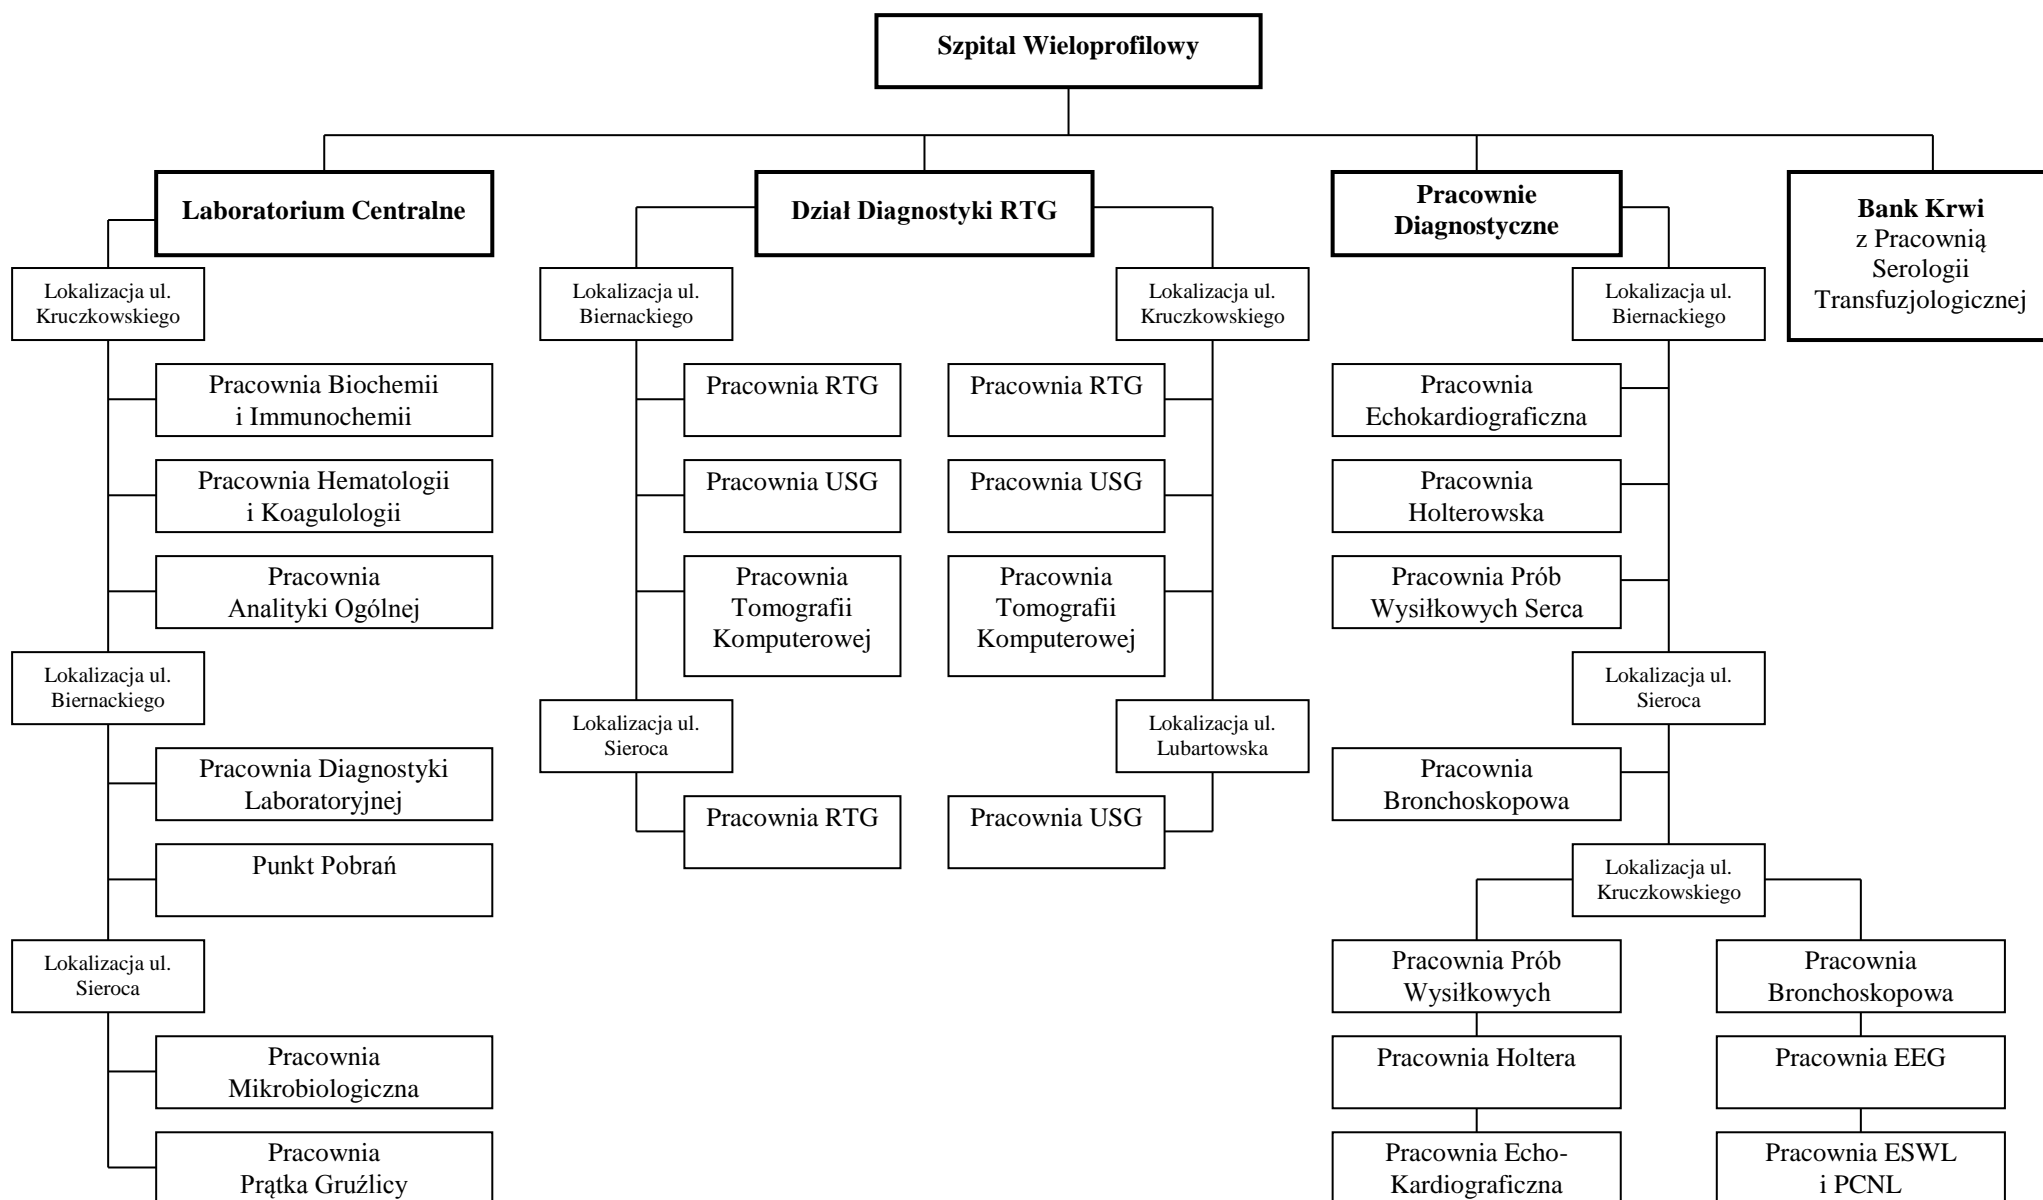 Szpital Wieloprofilowy
Laboratorium Centralne
Lokalizacja ul.
Kruczkowskiego
Pracownia Biochemii
i Immunochemii
Pracownia Hematologii
i Koagulologii
Pracownia
Analityki Ogólnej
Lokalizacja ul.
Biernackiego
Pracownia Diagnostyki
Laboratoryjnej
Punkt Pobrań
Lokalizacja ul.
Sieroca
Pracownia
Mikrobiologiczna
Pracownia
Prątka Gruźlicy
Dział Diagnostyki RTG
Lokalizacja ul.
Biernackiego
Pracownia RTG
Pracownia USG
Pracownia
Tomografii
Komputerowej
Lokalizacja ul.
Sieroca
Pracownia RTG
Lokalizacja ul.
Kruczkowskiego
Pracownia RTG
Pracownia USG
Pracownia
Tomografii
Komputerowej
Lokalizacja ul.
Lubartowska
Pracownia USG
Pracownie
Diagnostyczne
Lokalizacja ul.
Biernackiego
Pracownia
Echokardiograficzna
Pracownia
Holterowska
Pracownia Prób
Wysiłkowych Serca
Lokalizacja ul.
Sieroca
Pracownia
Bronchoskopowa
Lokalizacja ul.
Kruczkowskiego
Pracownia Prób
Wysiłkowych
Pracownia Holtera
Pracownia Echo-
Kardiograficzna
Pracownia
Bronchoskopowa
Pracownia EEG
Pracownia ESWL
i PCNL
Bank Krwi
z Pracownią
Serologii
Transfuzjologicznej